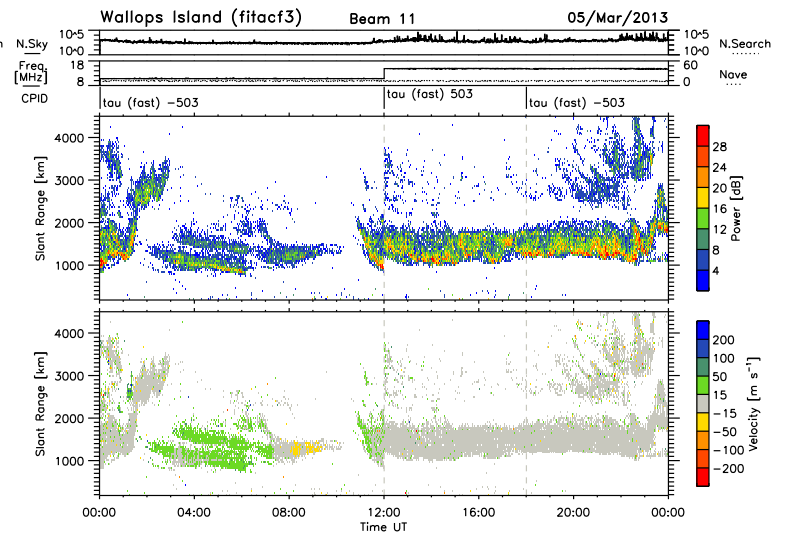 Wallops Island (fitacf3) Beam 11 05/Mar/2013
n N.Sky 10^5 10^0 10^5 10^0 N.Search
Freq. [MHz] 18 8 60 0 Nave
CPID tau (fast) -503 tau (fast) 503 tau (fast) -503
Slant Range [km]
4000
3000
2000
1000
28
24
20
16
12
8
4
Power [dB]
Slant Range [km]
4000
3000
2000
1000
200
100
50
15
-15
-50
-100
-200
Velocity [m s⁻¹]
00:00 04:00 08:00 12:00 16:00 20:00 00:00
Time UT